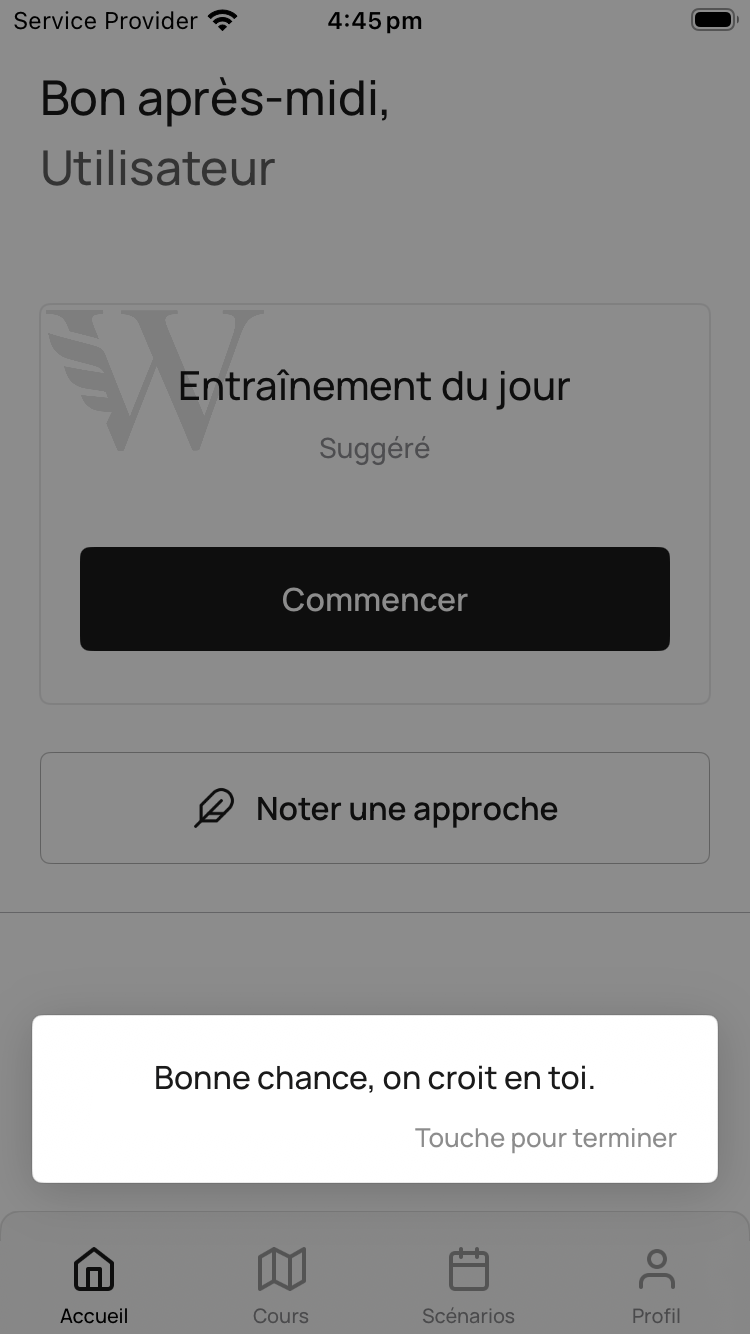 Service Provider 4:45 pm
Bon après-midi,
Utilisateur
W
Entraînement du jour
Suggéré
Commencer
Noter une approche
Bonne chance, on croit en toi.
Touche pour terminer
Accueil Cours Scénarios Profil